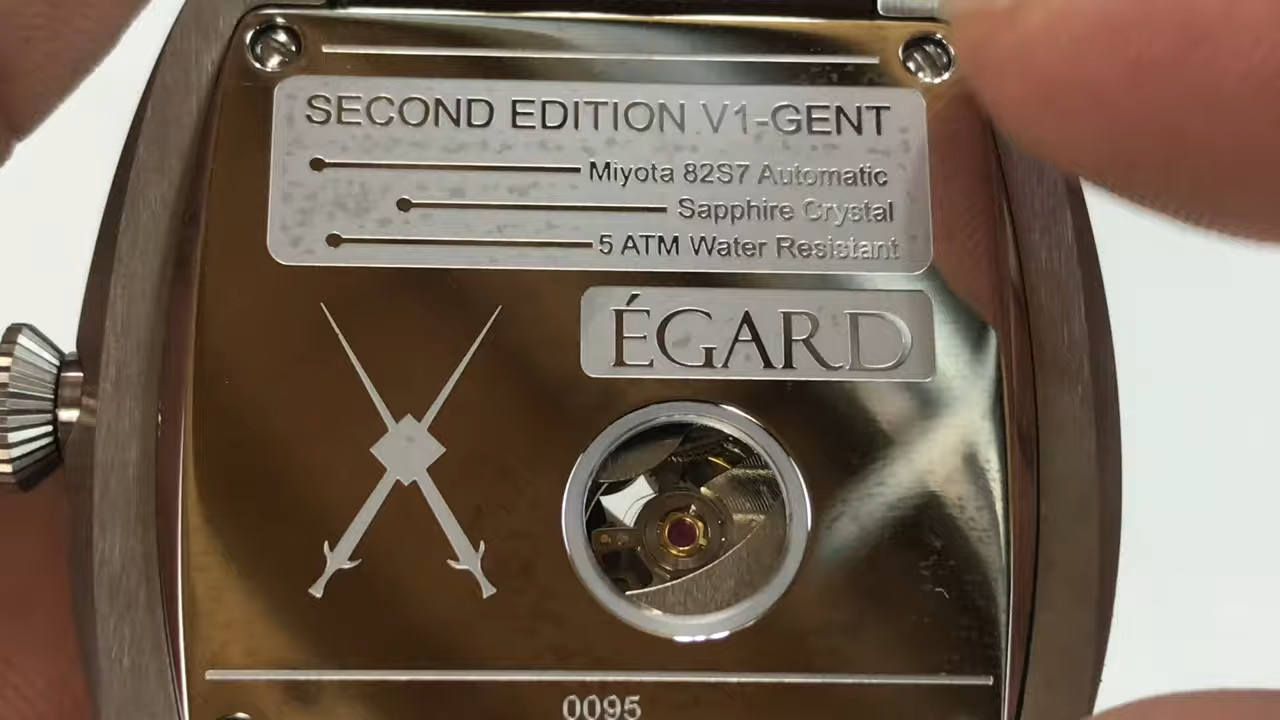 SECOND EDITION V1-GENT
Miyota 82S7 Automatic
Sapphire Crystal
5 ATM Water Resistant
ÉGARD
0095